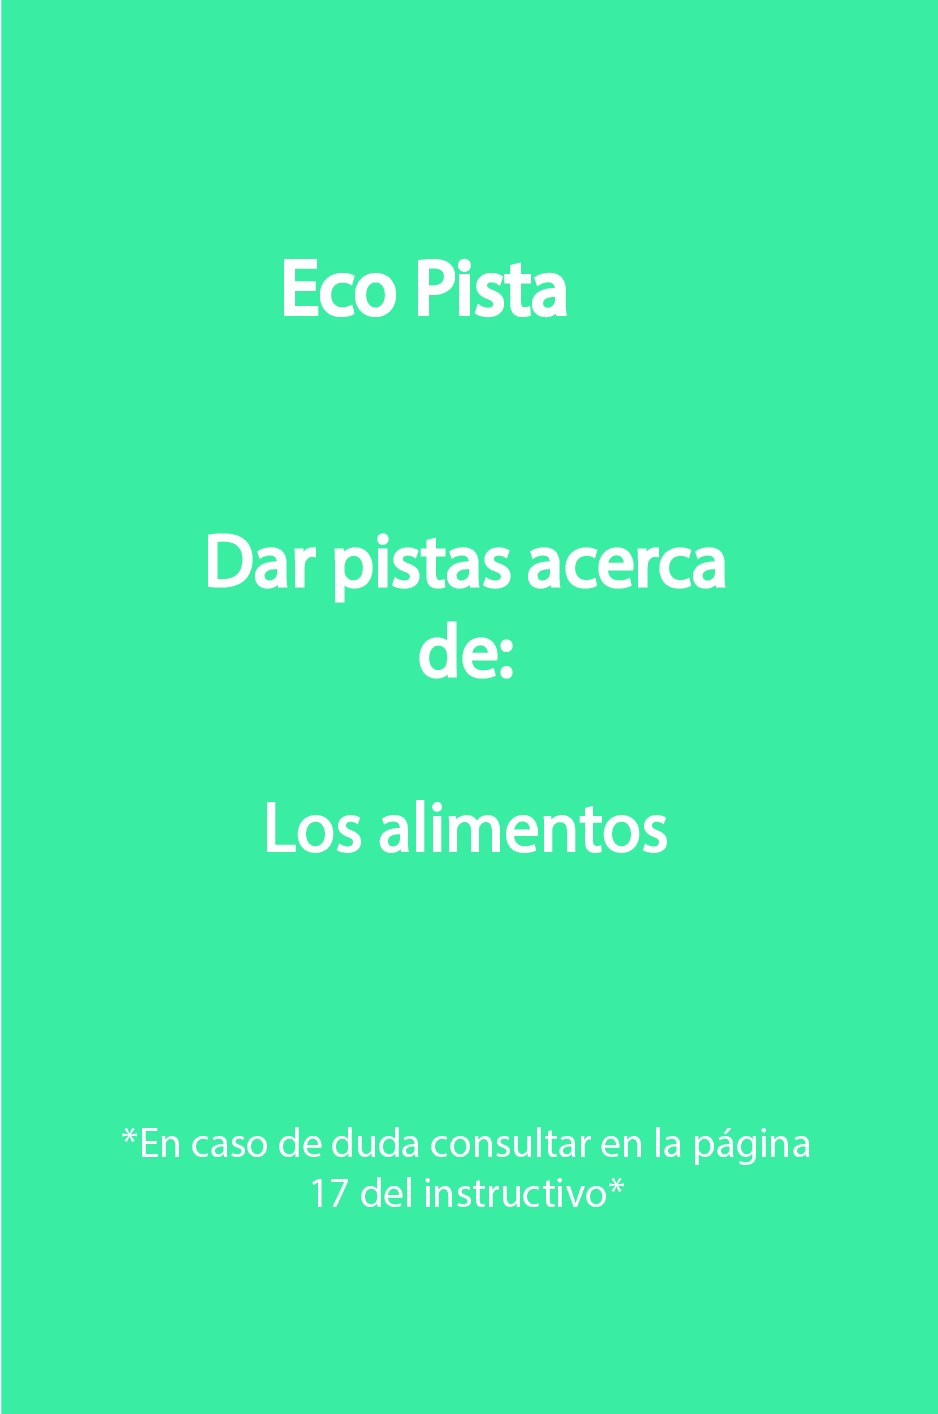 Eco Pista
Dar pistas acerca
de:
Los alimentos
*En caso de duda consultar en la página
17 del instructivo*